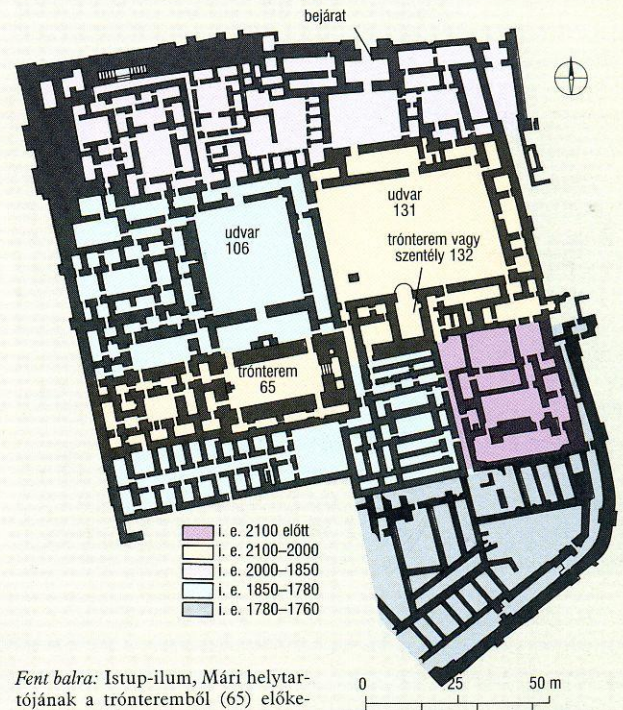 bejárat
udvar
131
udvar
106
trónterem vagy
szentély 132
trónterem
65
i. e. 2100 előtt
i. e. 2100–2000
i. e. 2000–1850
i. e. 1850–1780
i. e. 1780–1760
Fent balra: Istup-ilum, Mári helytar-
tójának a trónteremből (65) előke-
0 25 50 m